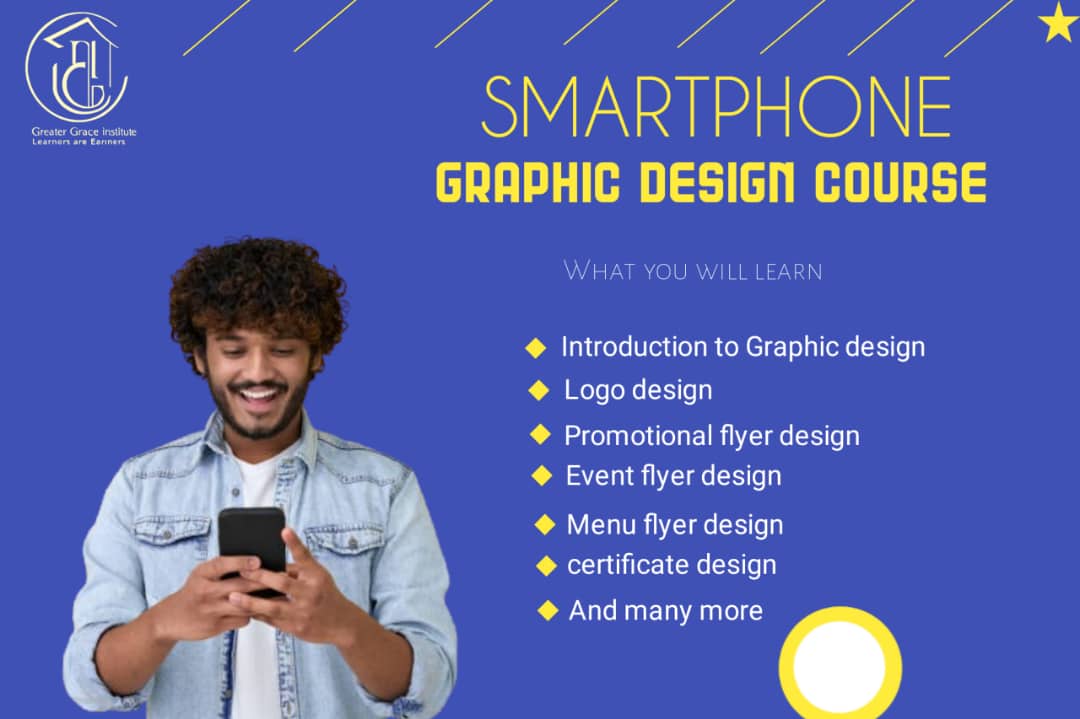 Greater Grace Institute
Learners are Earners
SMARTPHONE
GRAPHIC DESIGN COURSE
WHAT YOU WILL LEARN
Introduction to Graphic design
Logo design
Promotional flyer design
Event flyer design
Menu flyer design
certificate design
And many more